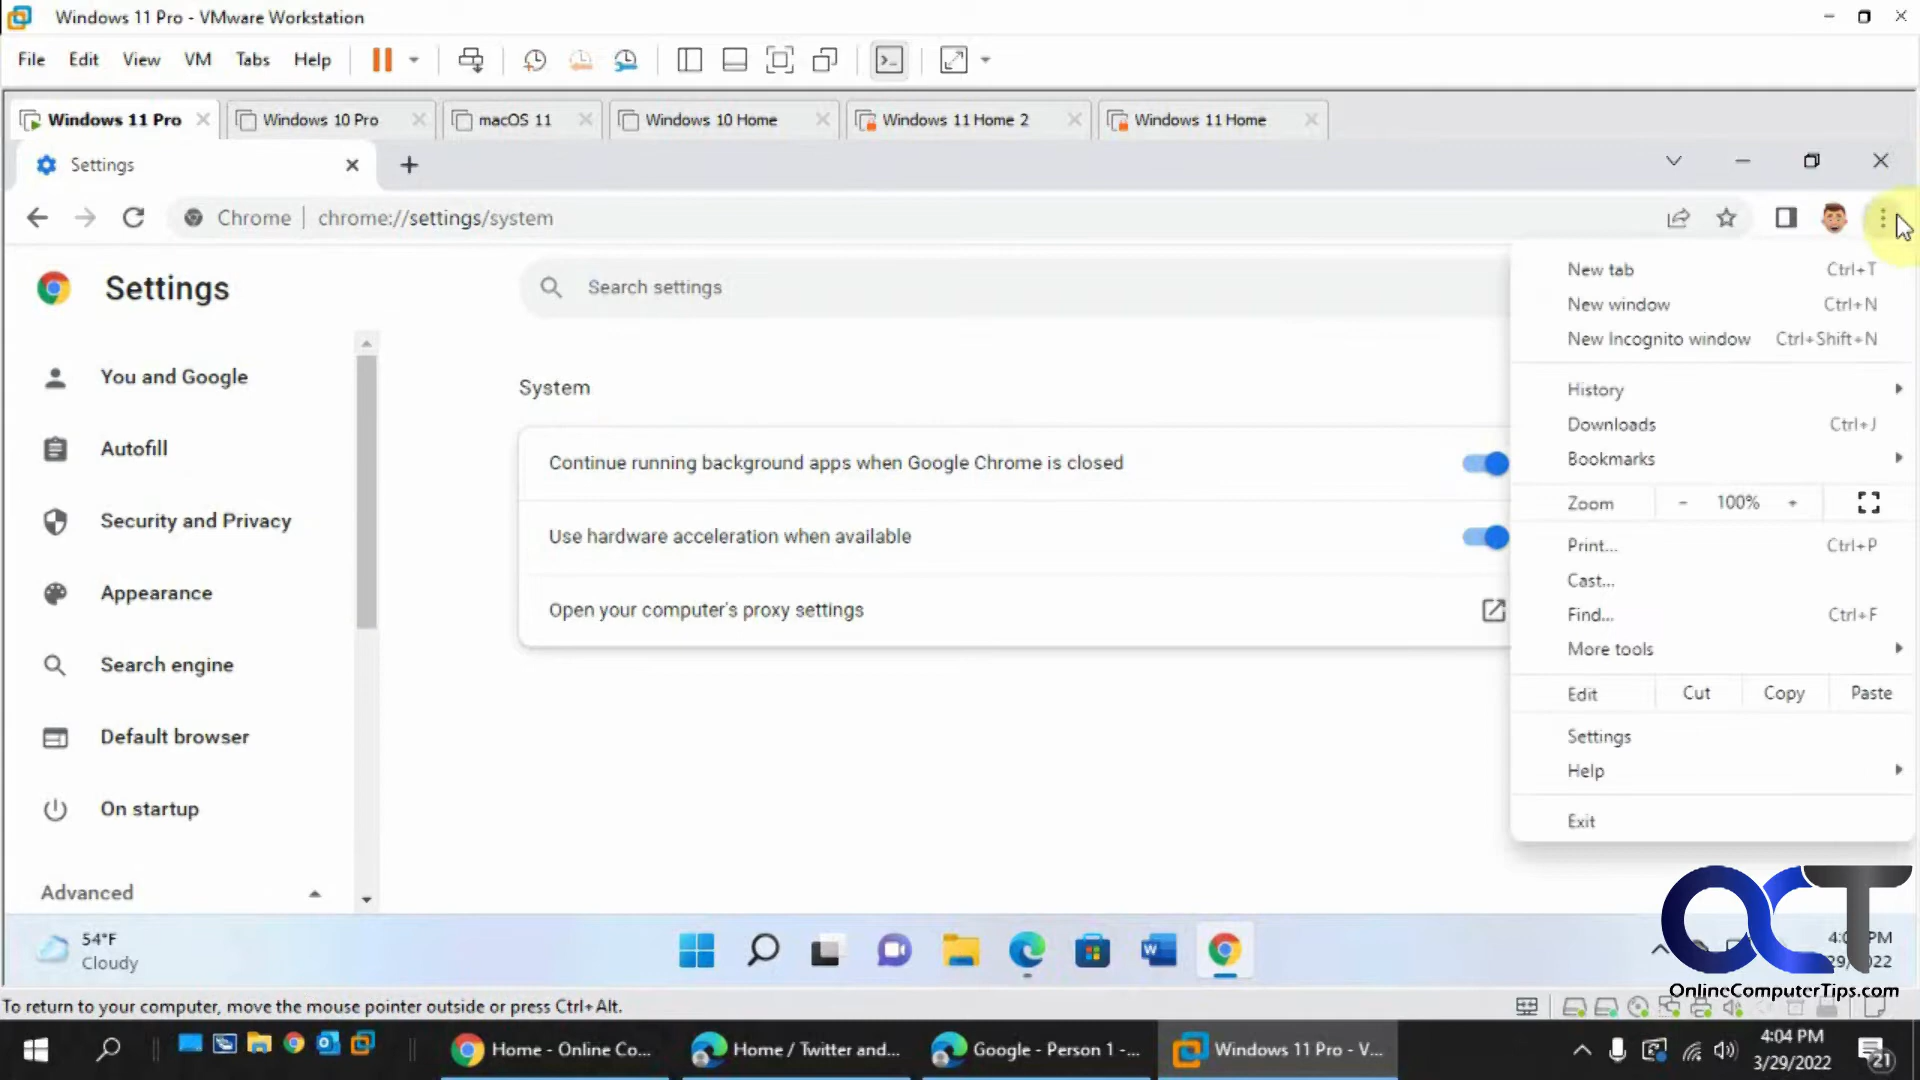 Windows 11 Pro - VMware Workstation
File Edit View VM Tabs Help
Windows 11 Pro Windows 10 Pro macOS 11 Windows 10 Home Windows 11 Home 2 Windows 11 Home
Settings
Chrome chrome://settings/system
Settings
Search settings
You and Google
Autofill
Security and Privacy
Appearance
Search engine
Default browser
On startup
Advanced
System
Continue running background apps when Google Chrome is closed
Use hardware acceleration when available
Open your computer's proxy settings
New tab Ctrl+T
New window Ctrl+N
New Incognito window Ctrl+Shift+N
History
Downloads Ctrl+J
Bookmarks
Zoom - 100% +
Print... Ctrl+P
Cast...
Find... Ctrl+F
More tools
Edit Cut Copy Paste
Settings
Help
Exit
54°F
Cloudy
OCT
OnlineComputerTips.com
To return to your computer, move the mouse pointer outside or press Ctrl+Alt.
Home - Online Co... Home / Twitter and... Google - Person 1 -... Windows 11 Pro - V...
4:04 PM
3/29/2022
21